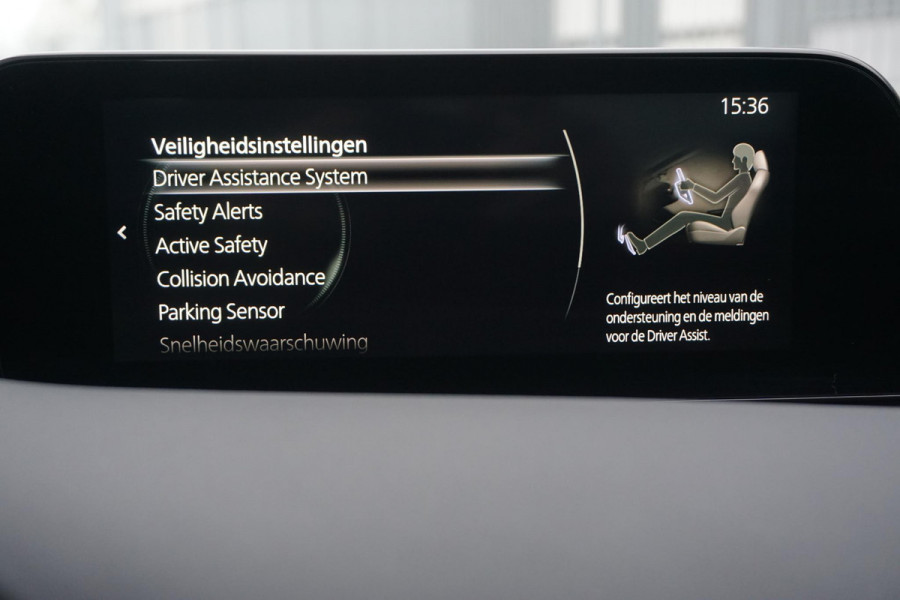 15:36
Veiligheidsinstellingen
Driver Assistance System
Safety Alerts
Active Safety
Collision Avoidance
Parking Sensor
Snelheidswaarschuwing
Configureert het niveau van de
ondersteuning en de meldingen
voor de Driver Assist.